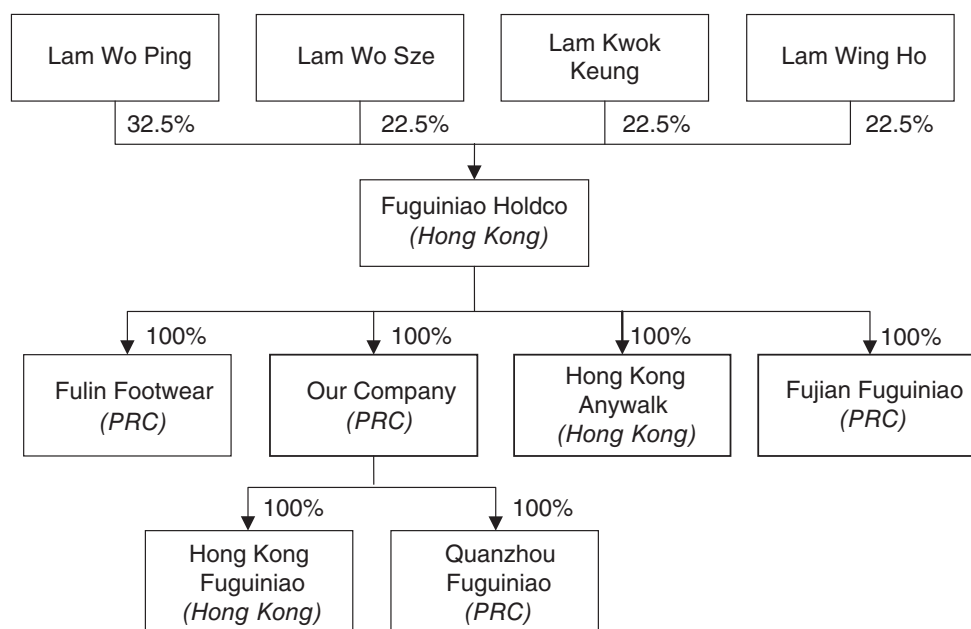 Lam Wo Ping
Lam Wo Sze
Lam Kwok
Keung
Lam Wing Ho
32.5%
22.5%
22.5%
22.5%
Fuguiniao Holdco
(Hong Kong)
100%
100%
100%
100%
Fulin Footwear
(PRC)
Our Company
(PRC)
Hong Kong
Anywalk
(Hong Kong)
Fujian Fuguiniao
(PRC)
100%
100%
Hong Kong
Fuguiniao
(Hong Kong)
Quanzhou
Fuguiniao
(PRC)